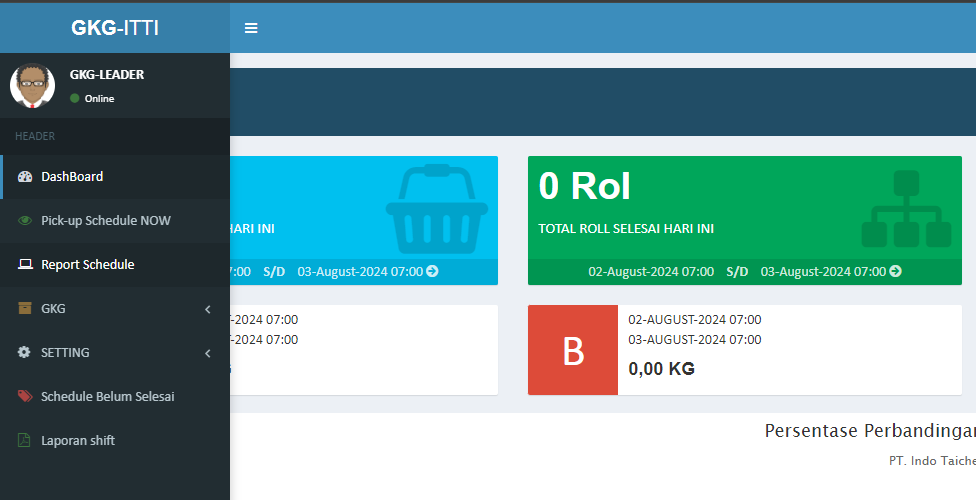 GKG-ITTI
GKG-LEADER
Online
HEADER
DashBoard
Pick-up Schedule NOW
Report Schedule
GKG
SETTING
Schedule Belum Selesai
Laporan shift
HARI INI
07:00 S/D 03-August-2024 07:00
0 Rol
TOTAL ROLL SELESAI HARI INI
02-August-2024 07:00 S/D 03-August-2024 07:00
-2024 07:00
-2024 07:00
B
02-AUGUST-2024 07:00
03-AUGUST-2024 07:00
0,00 KG
Persentase Perbandingan
PT. Indo Taiche